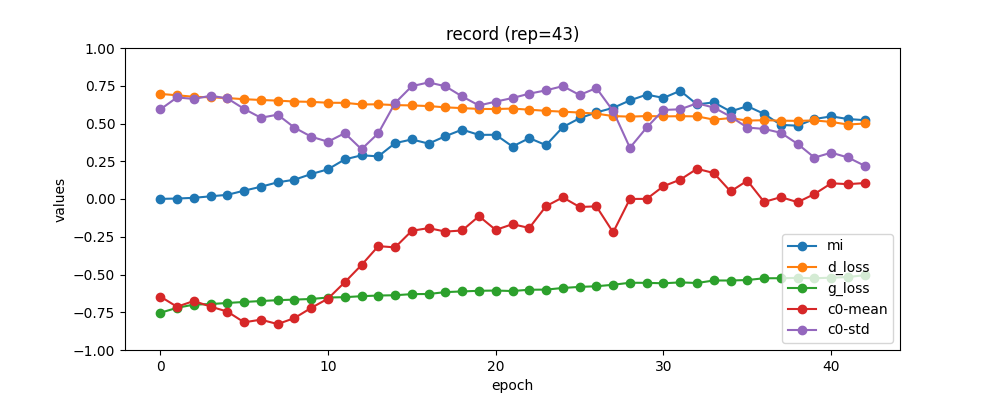 record (rep=43)
1.00
0.75
0.50
0.25
0.00
−0.25
−0.50
−0.75
−1.00
values
0
10
20
30
40
epoch
mi
d_loss
g_loss
c0-mean
c0-std